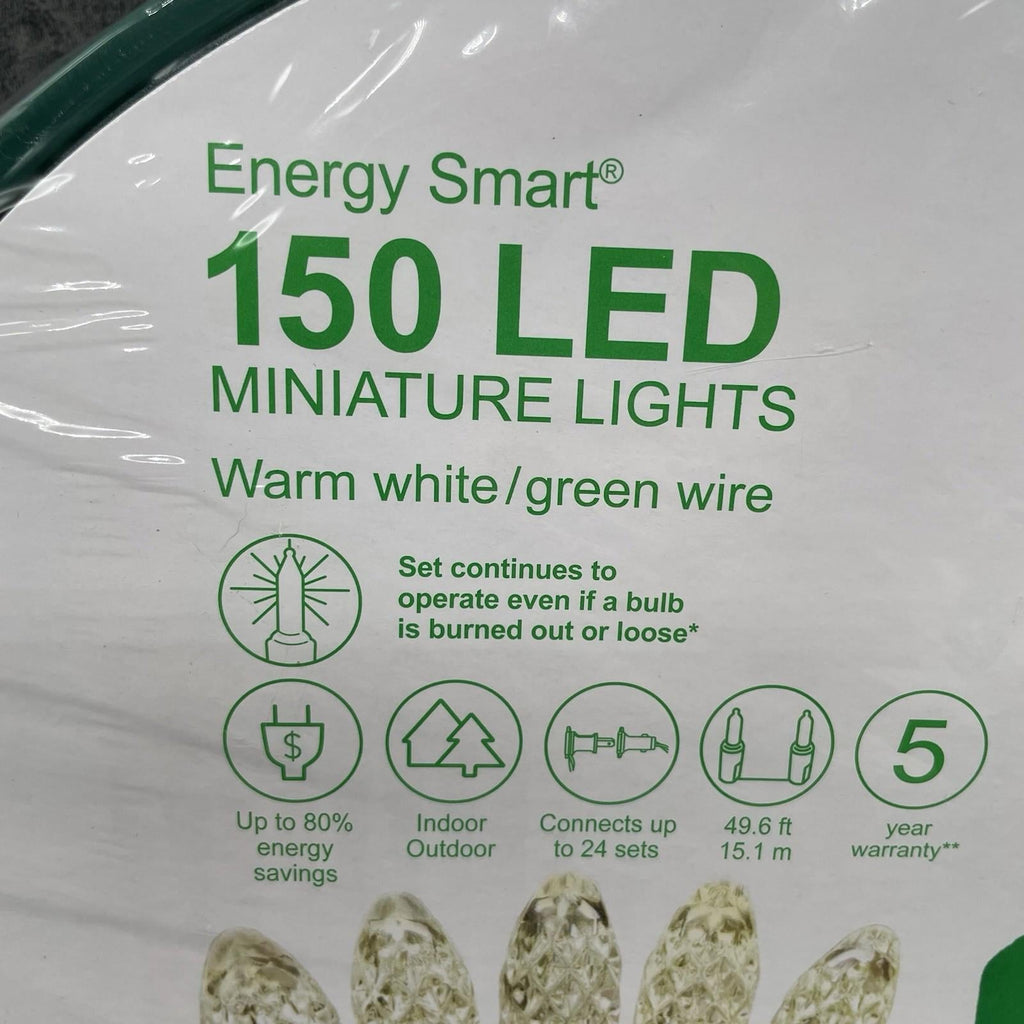 Energy Smart®
150 LED
MINIATURE LIGHTS
Warm white/green wire
Set continues to
operate even if a bulb
is burned out or loose*
$
5
Up to 80%
energy
savings
Indoor
Outdoor
Connects up
to 24 sets
49.6 ft
15.1 m
year
warranty**